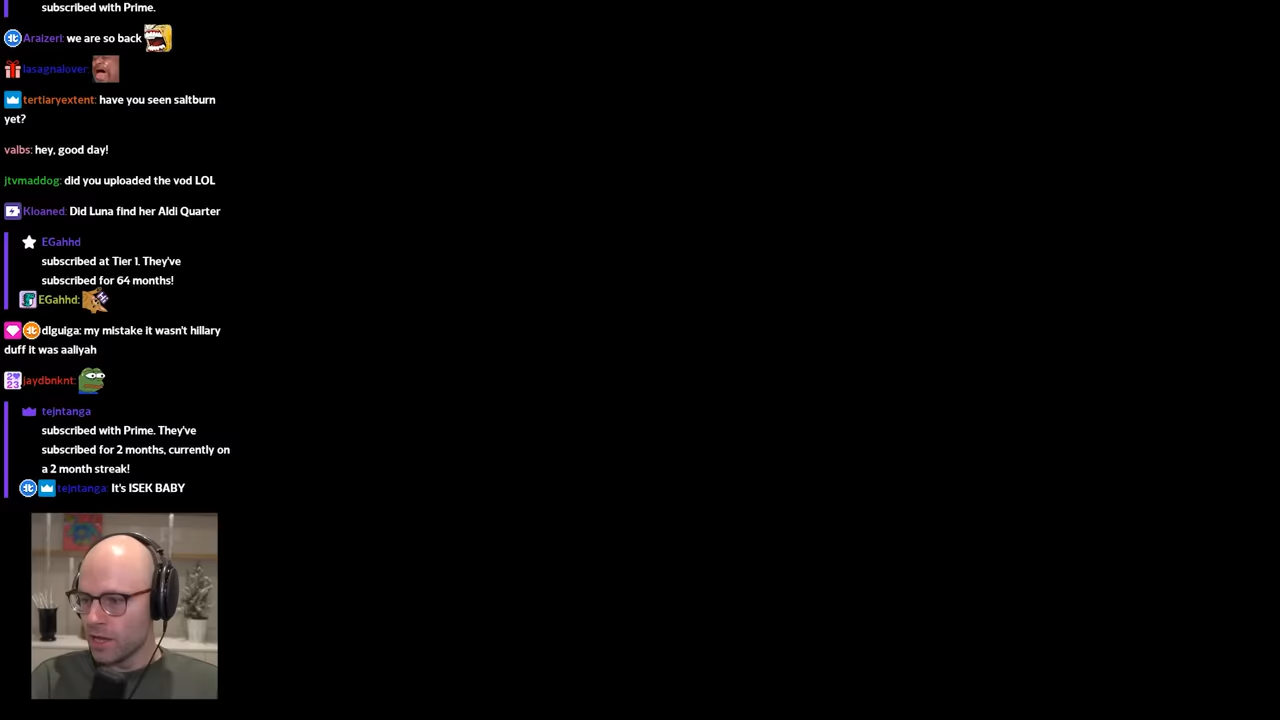 subscribed with Prime.
Araizeri: we are so back
lasagnalover:
tertiaryextent: have you seen saltburn
yet?
valbs: hey, good day!
jtvmaddog: did you uploaded the vod LOL
Kloaned: Did Luna find her Aldi Quarter
EGahhd
subscribed at Tier 1. They've
subscribed for 64 months!
EGahhd:
dlguiga: my mistake it wasn't hillary
duff it was aaliyah
jaydbnknt:
tejntanga
subscribed with Prime. They've
subscribed for 2 months, currently on
a 2 month streak!
tejntanga: It's ISEK BABY